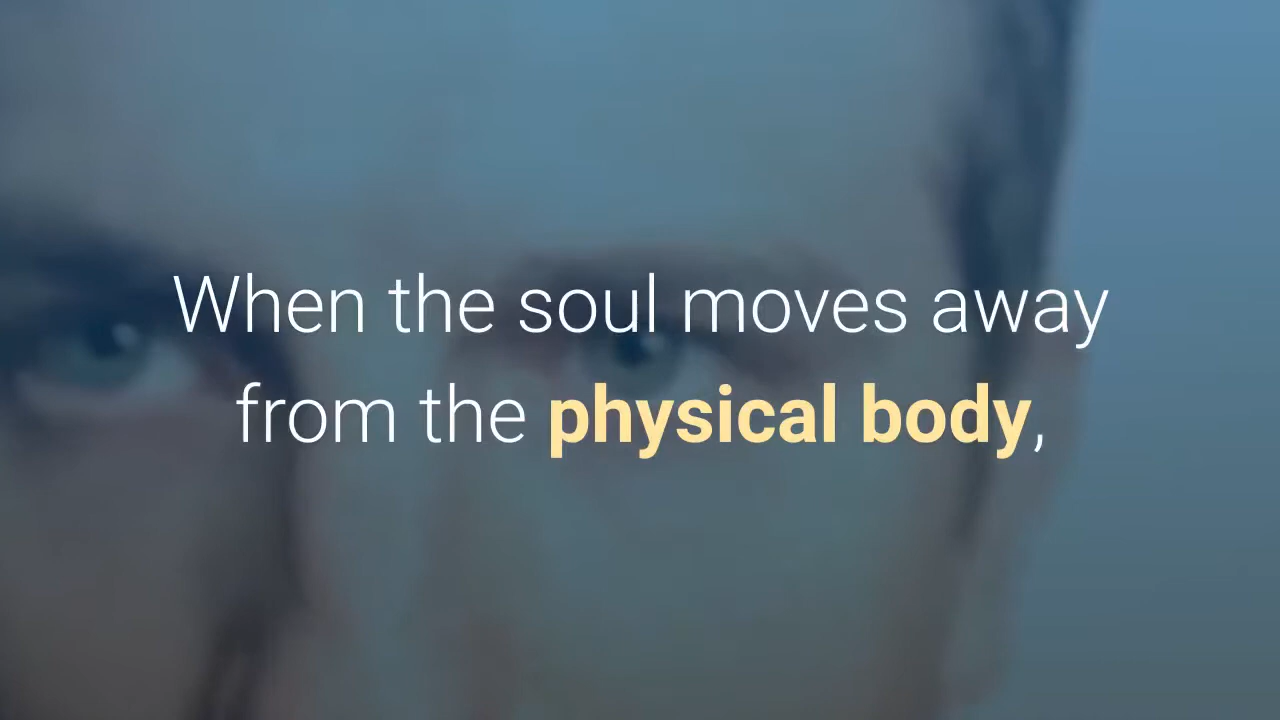 When the soul moves away
from the physical body,